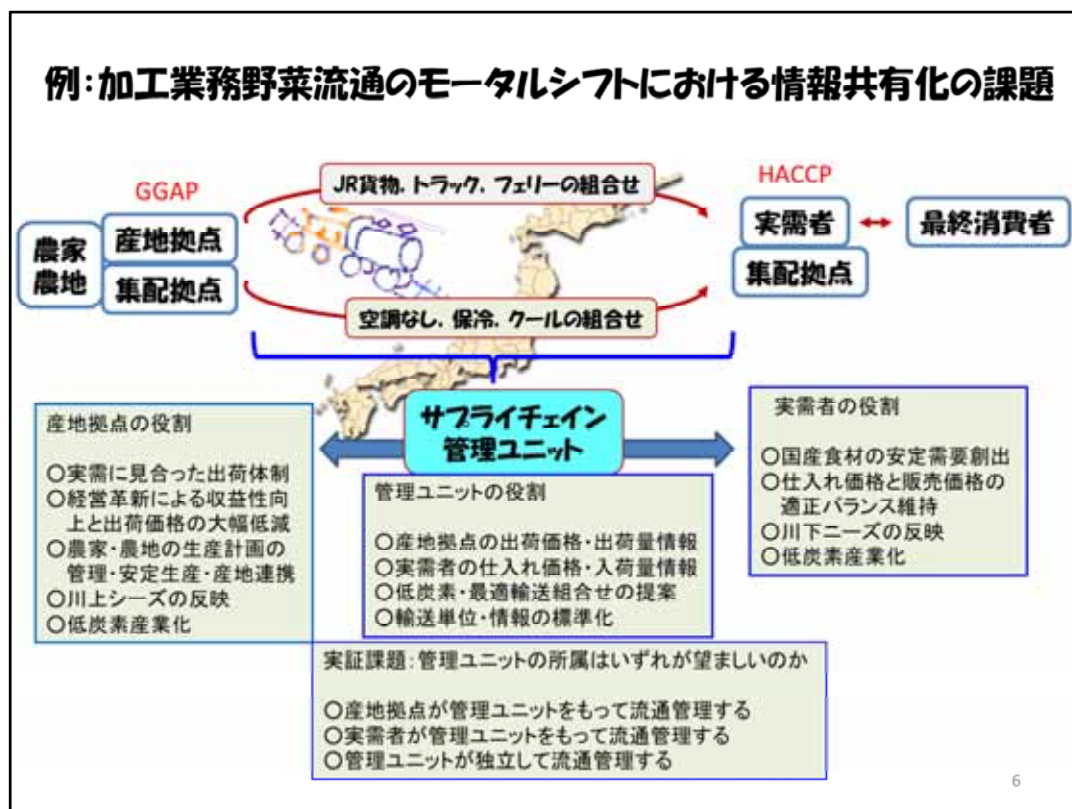 例:加工業務野菜流通のモータルシフトにおける情報共有化の課題
GGAP
農家
農地
産地拠点
集配拠点
JR貨物、トラック、フェリーの組合せ
空調なし、保冷、クールの組合せ
HACCP
実需者
集配拠点
↔
最終消費者
サプライチェイン
管理ユニット
産地拠点の役割
〇実需に見合った出荷体制
〇経営革新による収益性向
上と出荷価格の大幅低減
〇農家・農地の生産計画の
管理・安定生産・産地連携
〇川上シーズの反映
〇低炭素産業化
管理ユニットの役割
〇産地拠点の出荷価格・出荷量情報
〇実需者の仕入れ価格・入荷量情報
〇低炭素・最適輸送組合せの提案
〇輸送単位・情報の標準化
実需者の役割
〇国産食材の安定需要創出
〇仕入れ価格と販売価格の
適正バランス維持
〇川下ニーズの反映
〇低炭素産業化
実証課題:管理ユニットの所属はいずれが望ましいのか
〇産地拠点が管理ユニットをもって流通管理する
〇実需者が管理ユニットをもって流通管理する
〇管理ユニットが独立して流通管理する
6